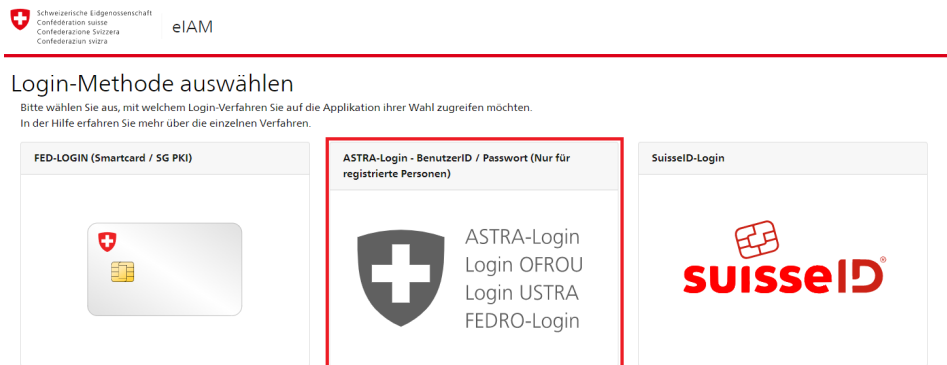 Schweizerische Eidgenossenschaft
Confédération suisse
Confederazione Svizzera
Confederaziun svizra
eIAM
Login-Methode auswählen
Bitte wählen Sie aus, mit welchem Login-Verfahren Sie auf die Applikation ihrer Wahl zugreifen möchten.
In der Hilfe erfahren Sie mehr über die einzelnen Verfahren.
FED-LOGIN (Smartcard / SG PKI)
ASTRA-Login - BenutzerID / Passwort (Nur für
registrierte Personen)
ASTRA-Login
Login OFROU
Login USTRA
FEDRO-Login
SuisseID-Login
suisseID®